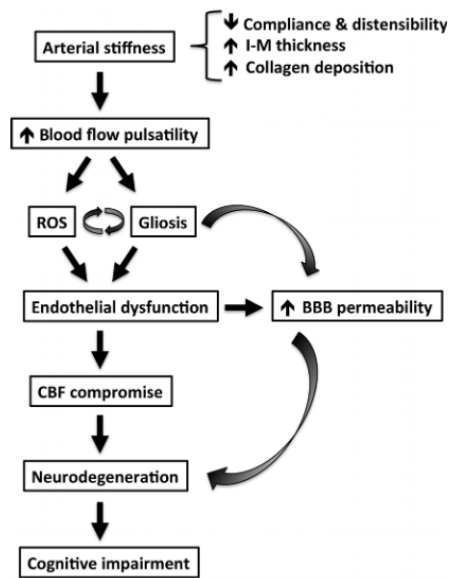 Arterial stiffness
↓ Compliance & distensibility
↑ I-M thickness
↑ Collagen deposition
↑ Blood flow pulsatility
ROS
Gliosis
Endothelial dysfunction
↑ BBB permeability
CBF compromise
Neurodegeneration
Cognitive impairment